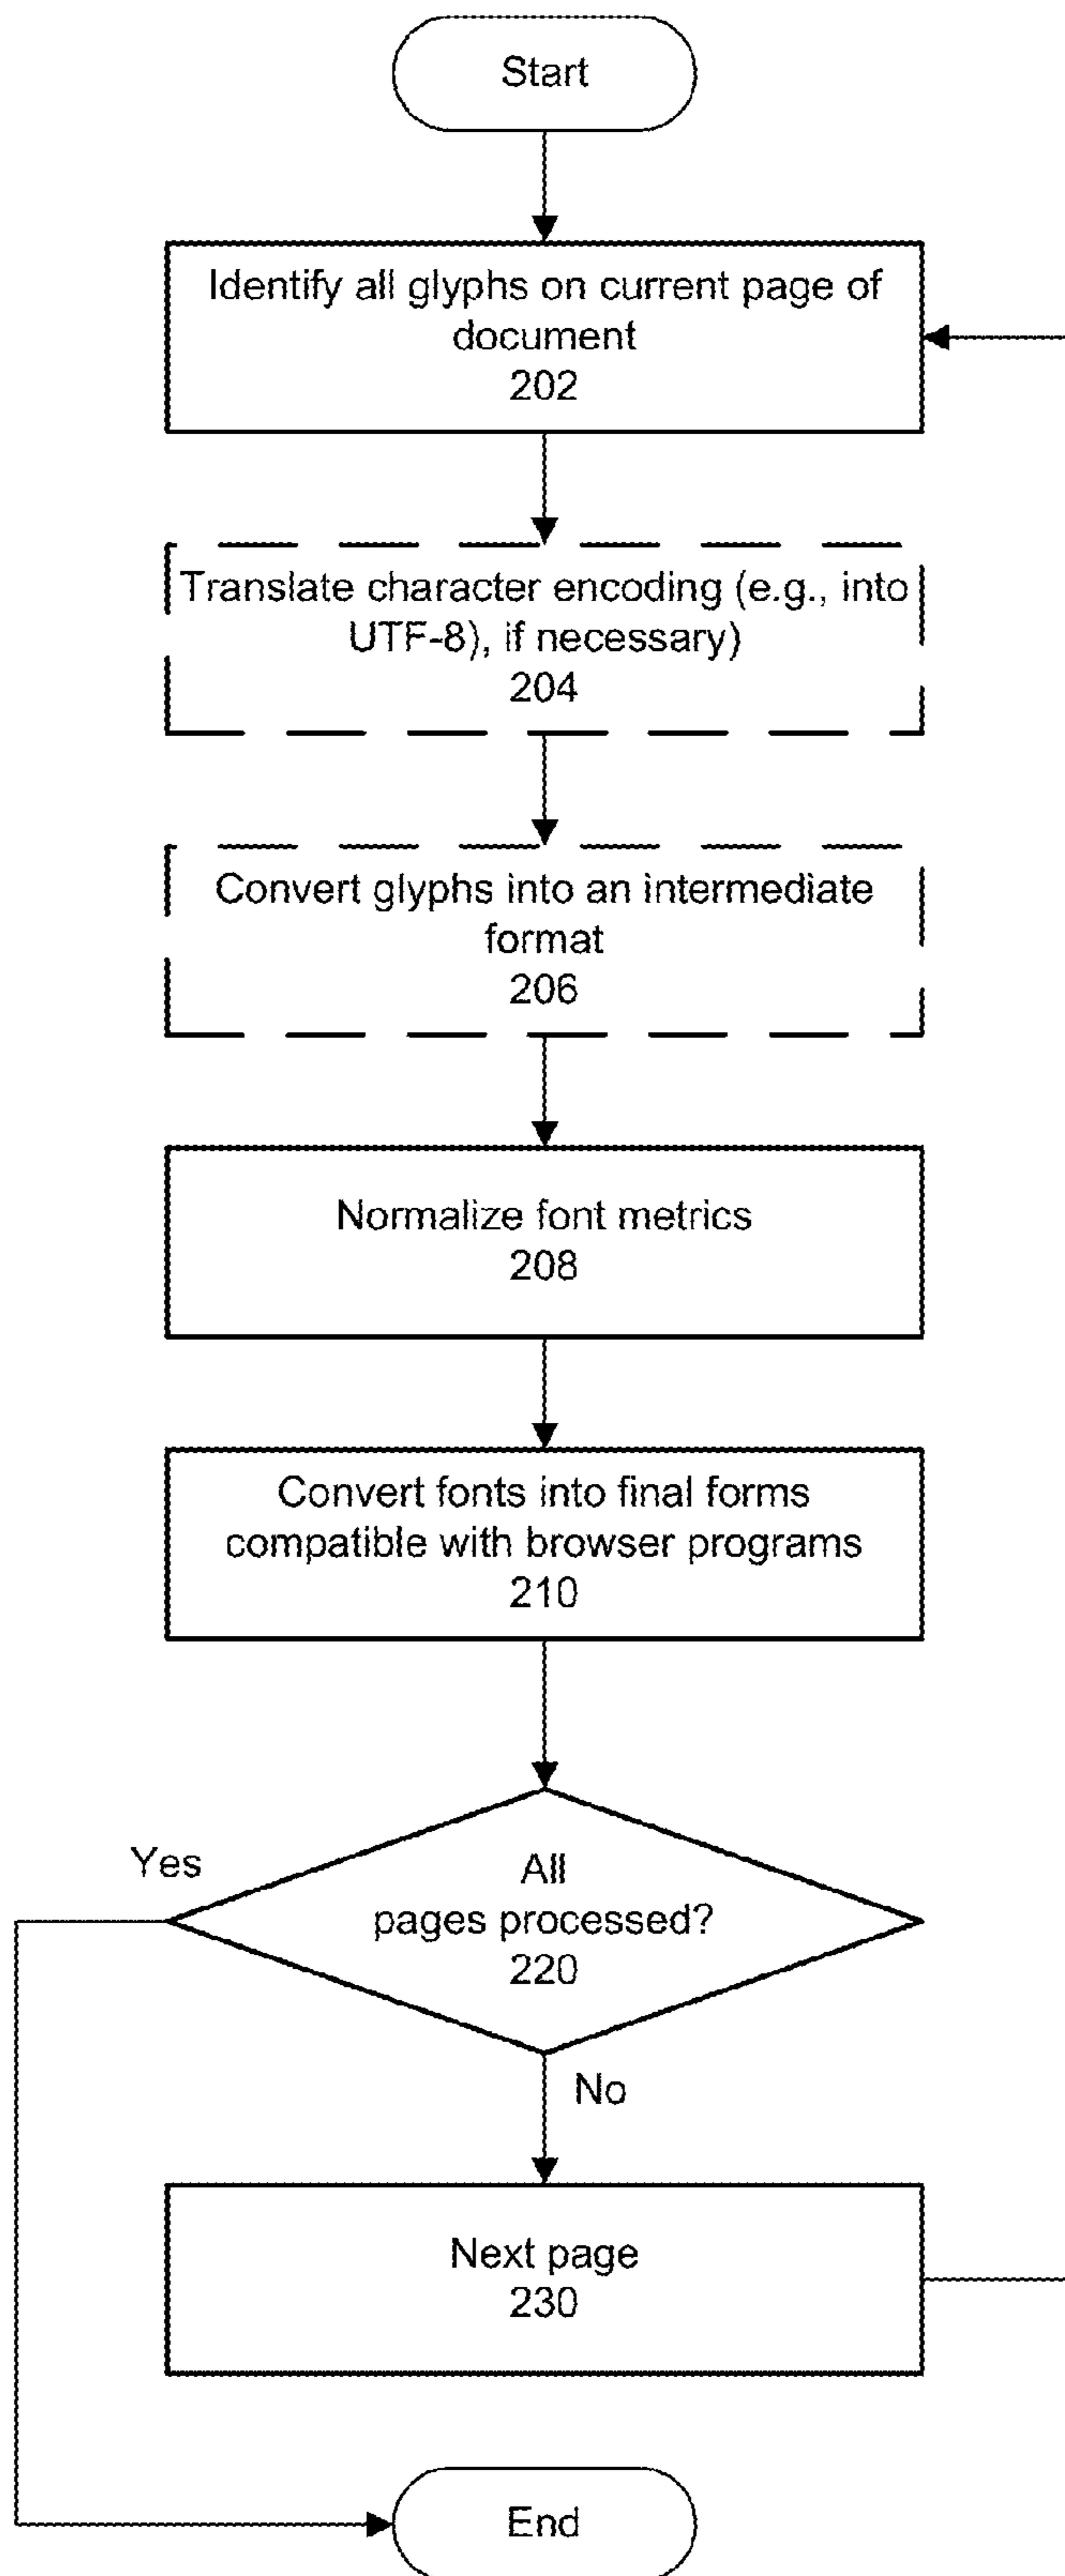 Start
Identify all glyphs on current page of
document
202
Translate character encoding (e.g., into
UTF-8), if necessary)
204
Convert glyphs into an intermediate
format
206
Normalize font metrics
208
Convert fonts into final forms
compatible with browser programs
210
Yes
All
pages processed?
220
No
Next page
230
End